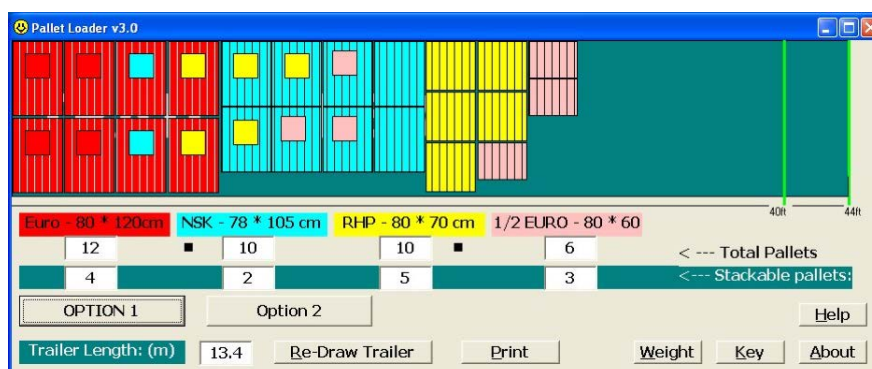 Pallet Loader v3.0
40ft 44ft
Euro - 80 * 120cm NSK - 78 * 105 cm RHP - 80 * 70 cm 1/2 EURO - 80 * 60
12 10 10 6 < --- Total Pallets
4 2 5 3 <--- Stackable pallets:
OPTION 1 Option 2 Help
Trailer Length: (m) 13.4 Re-Draw Trailer Print Weight Key About